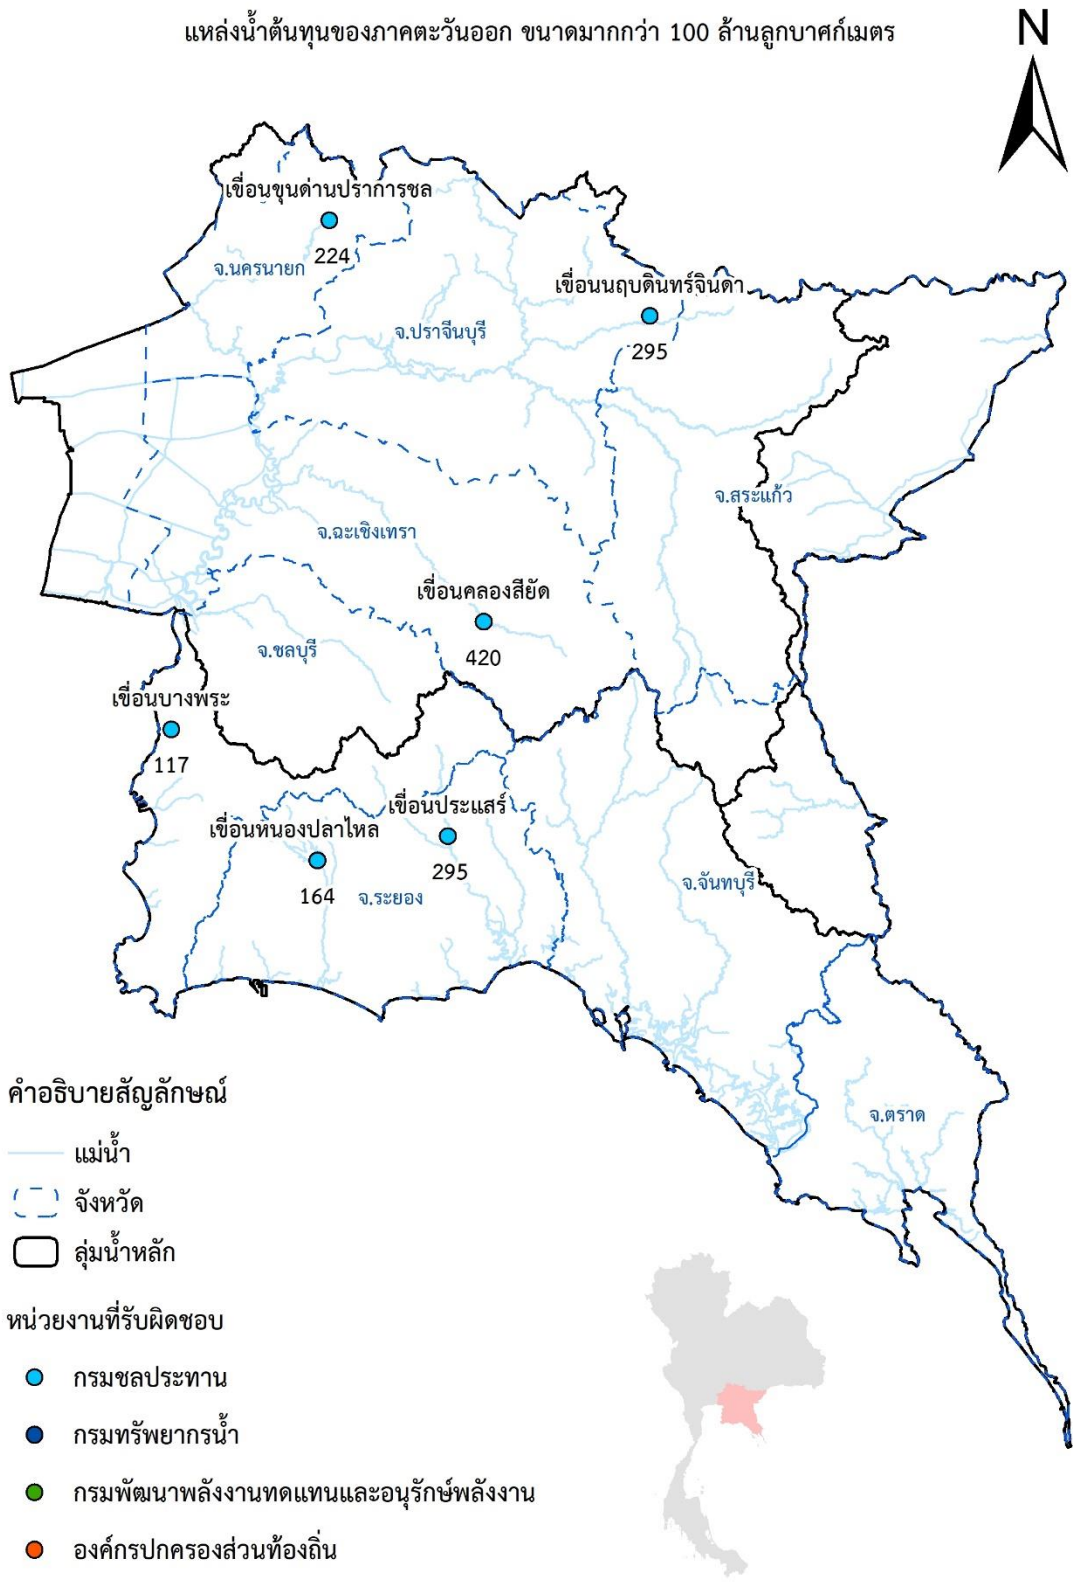 แหล่งน้ำต้นทุนของภาคตะวันออก ขนาดมากกว่า 100 ล้านลูกบาศก์เมตร
N
เขื่อนขุนด่านปราการชล
224
จ.นครนายก
เขื่อนนฤบดินทร์จินดา
295
จ.ปราจีนบุรี
จ.สระแก้ว
จ.ฉะเชิงเทรา
เขื่อนคลองสียัด
420
จ.ชลบุรี
เขื่อนบางพระ
117
เขื่อนประแสร์
295
เขื่อนหนองปลาไหล
164
จ.ระยอง
จ.จันทบุรี
จ.ตราด
คำอธิบายสัญลักษณ์
แม่น้ำ
จังหวัด
ลุ่มน้ำหลัก
หน่วยงานที่รับผิดชอบ
กรมชลประทาน
กรมทรัพยากรน้ำ
กรมพัฒนาพลังงานทดแทนและอนุรักษ์พลังงาน
องค์กรปกครองส่วนท้องถิ่น